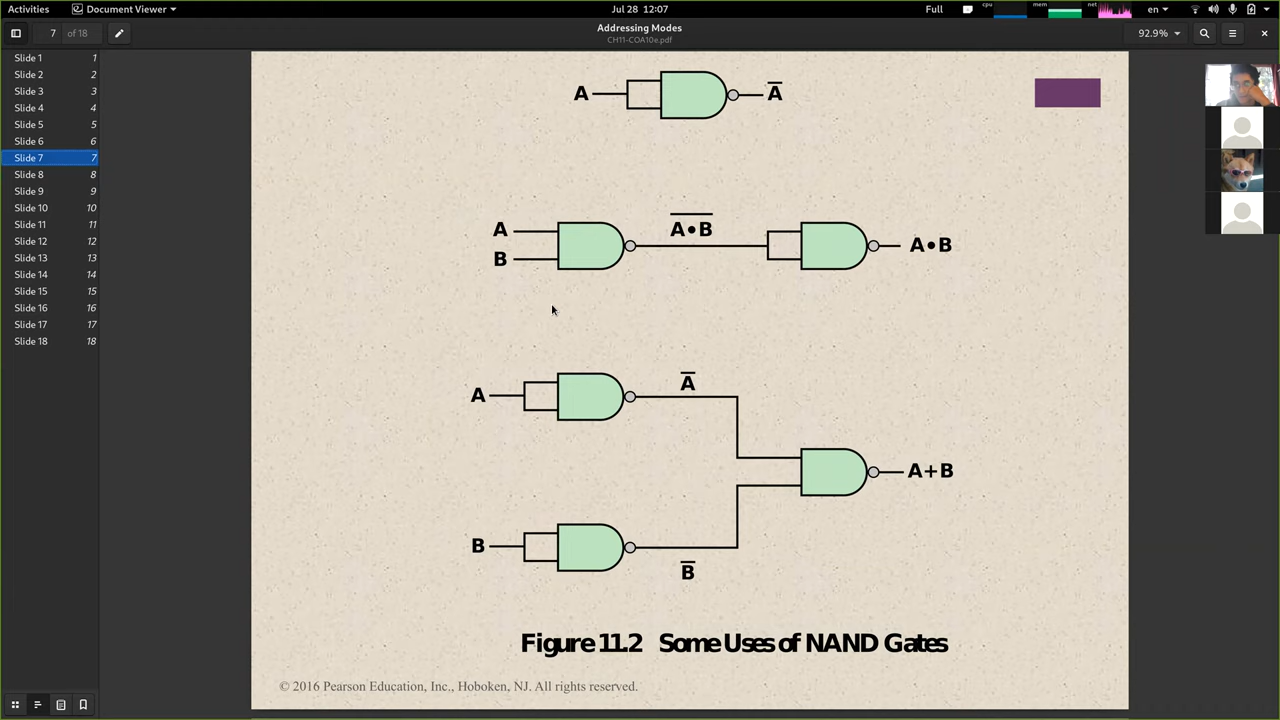 Activities
Document Viewer
Jul 28 12:07
Full
cpu
mem
net
en
7 of 18
Addressing Modes
CH11-COA10e.pdf
92.9%
Slide 1 1
Slide 2 2
Slide 3 3
Slide 4 4
Slide 5 5
Slide 6 6
Slide 7 7
Slide 8 8
Slide 9 9
Slide 10 10
Slide 11 11
Slide 12 12
Slide 13 13
Slide 14 14
Slide 15 15
Slide 16 16
Slide 17 17
Slide 18 18
A A̅
A
B
A̅•̅B̅
A•B
A
A̅
A+B
B
B̅
Figure 11.2 Some Uses of NAND Gates
© 2016 Pearson Education, Inc., Hoboken, NJ. All rights reserved.